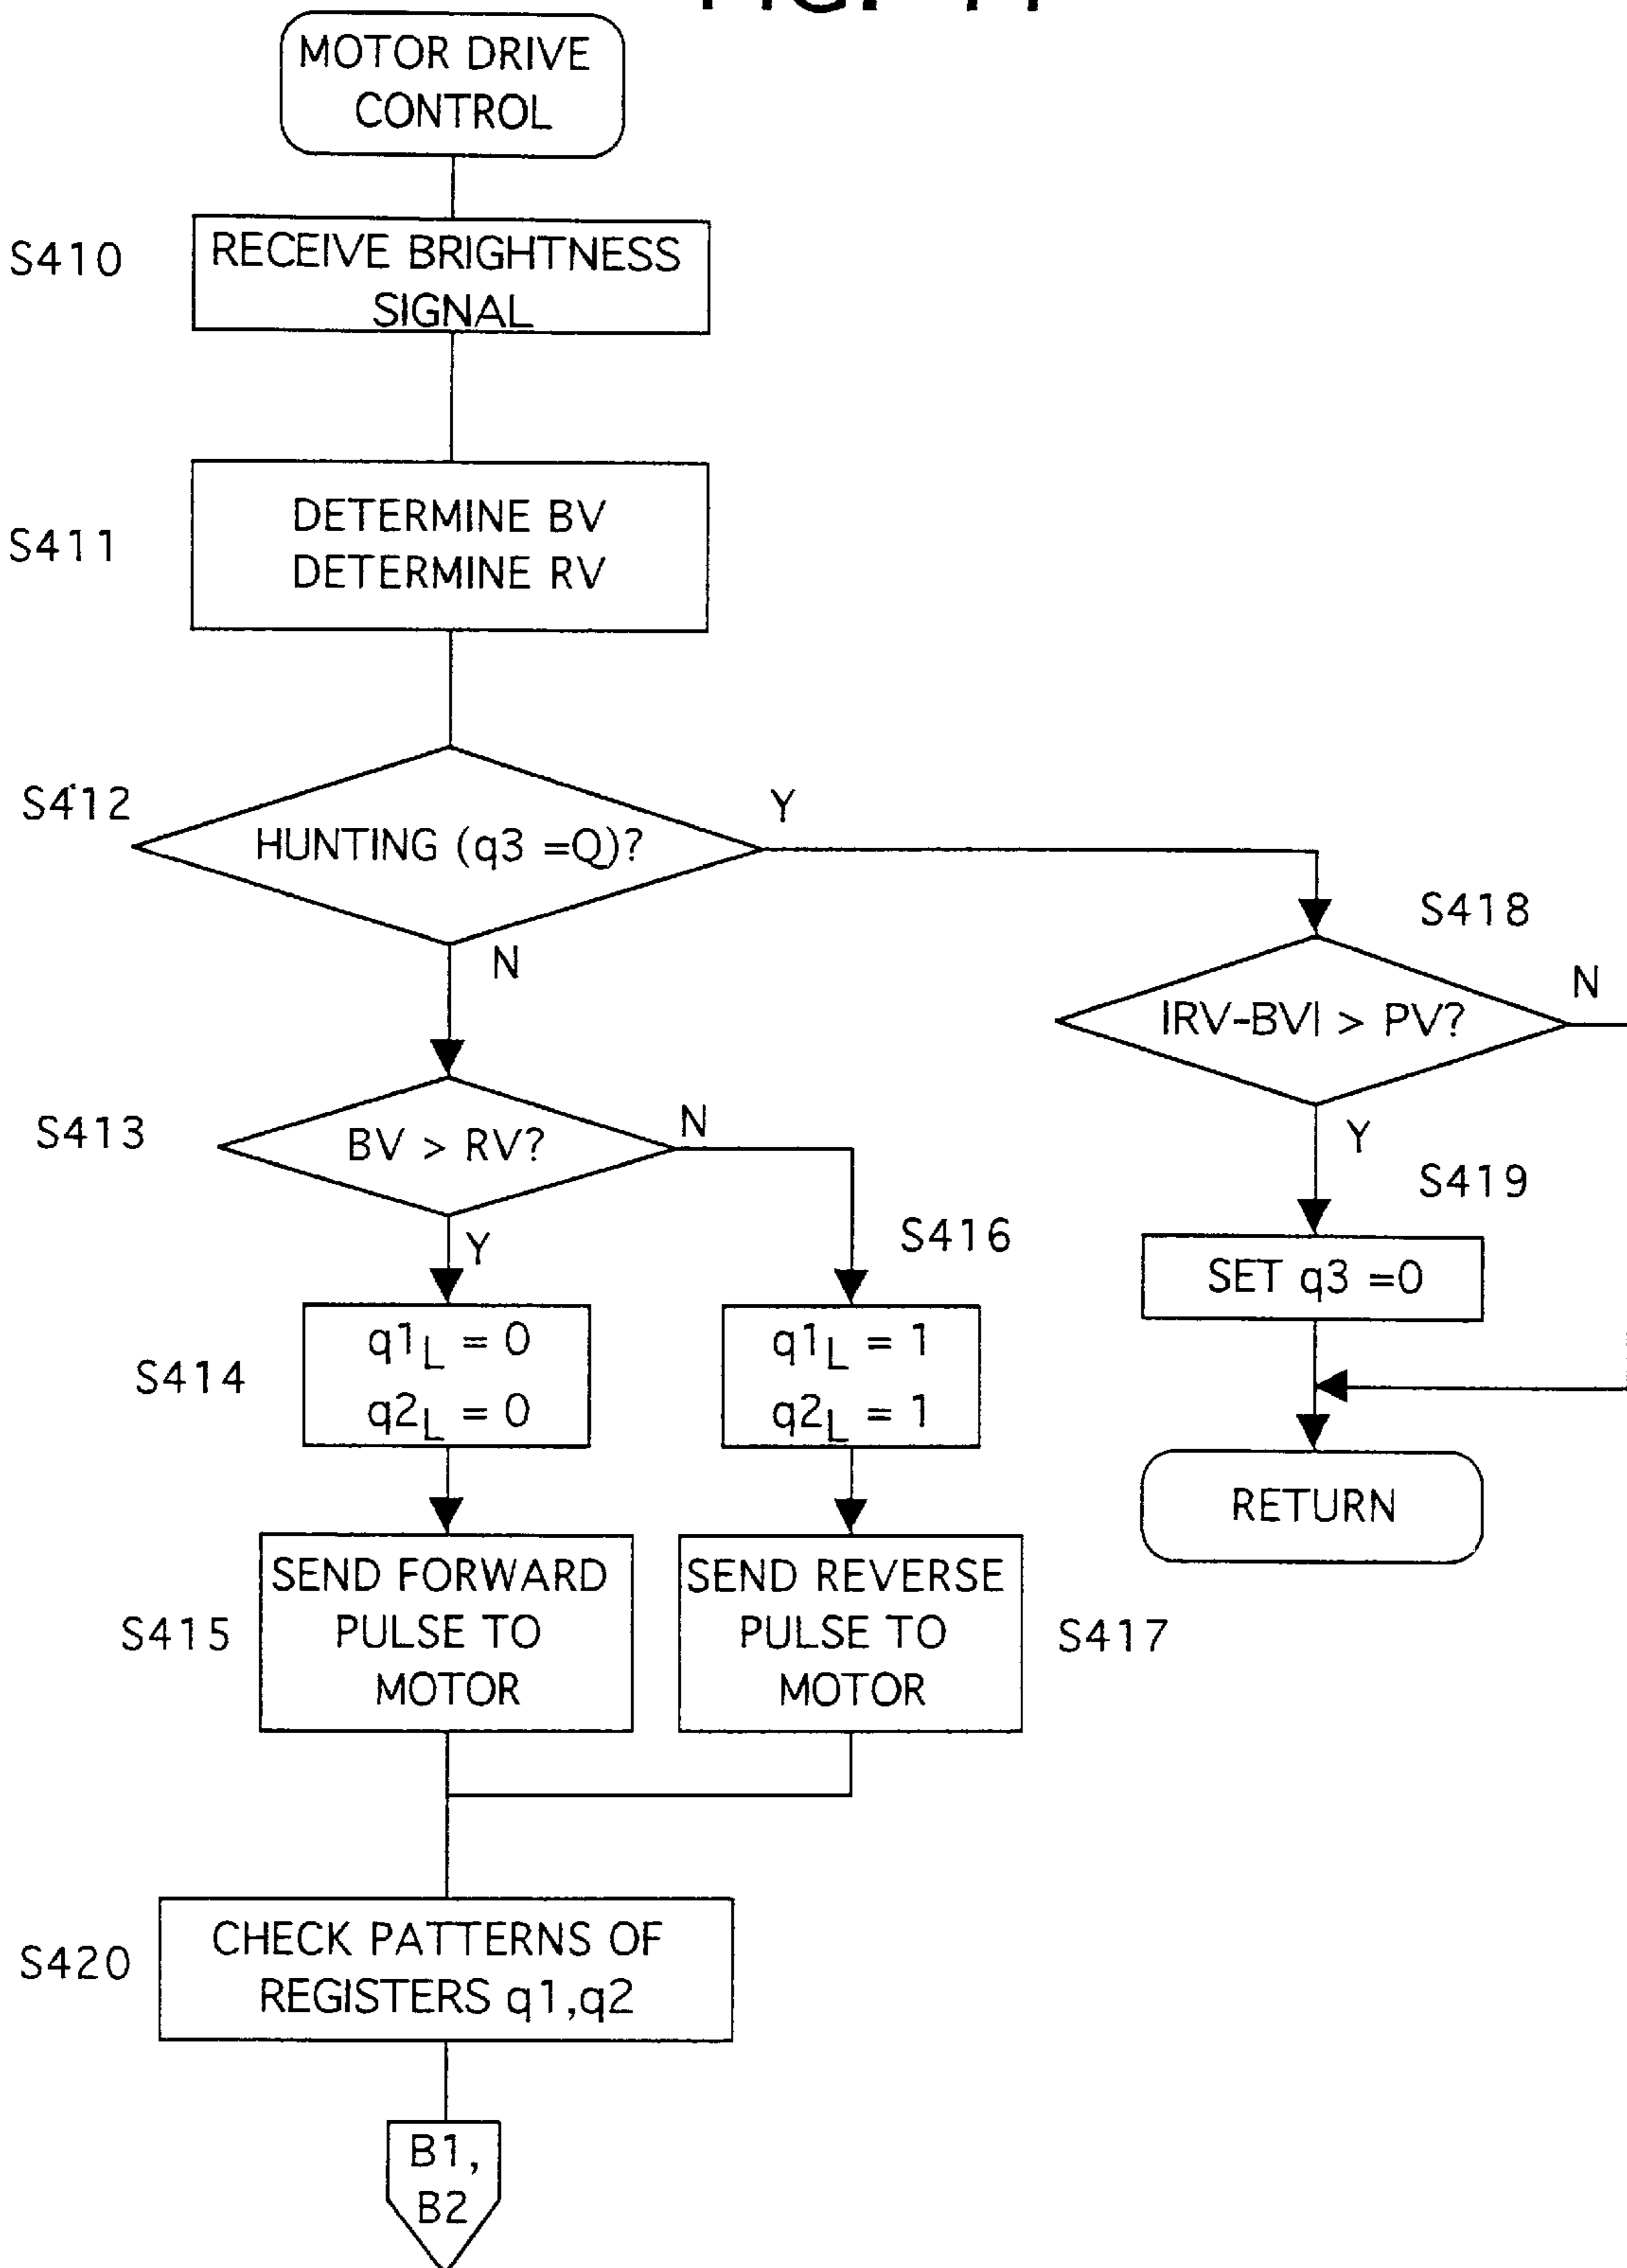 MOTOR DRIVE
CONTROL
S410
RECEIVE BRIGHTNESS
SIGNAL
S411
DETERMINE BV
DETERMINE RV
S412
HUNTING (q3 =Q)?
Y
N
S418
|RV-BV| > PV?
N
Y
S413
BV > RV?
N
Y
S419
SET q3 =0
RETURN
S414
q1L = 0
q2L = 0
S416
q1L = 1
q2L = 1
S415
SEND FORWARD
PULSE TO
MOTOR
SEND REVERSE
PULSE TO
MOTOR
S417
S420
CHECK PATTERNS OF
REGISTERS q1,q2
B1,
B2